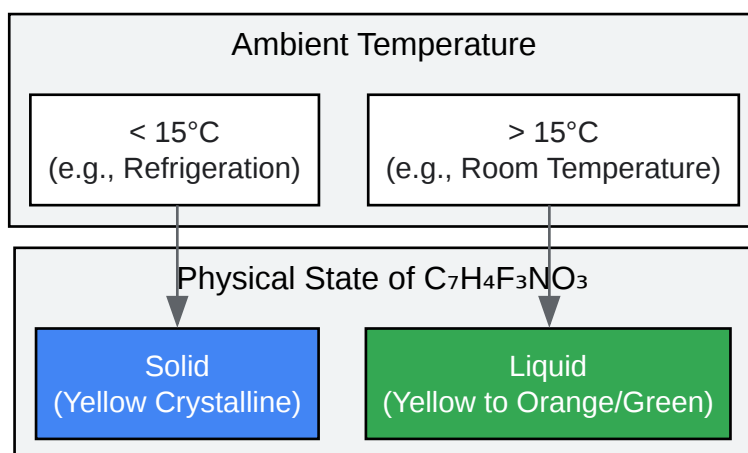 Ambient Temperature
< 15°C
(e.g., Refrigeration)
> 15°C
(e.g., Room Temperature)
Physical State of C₇H₄F₃NO₃
Solid
(Yellow Crystalline)
Liquid
(Yellow to Orange/Green)